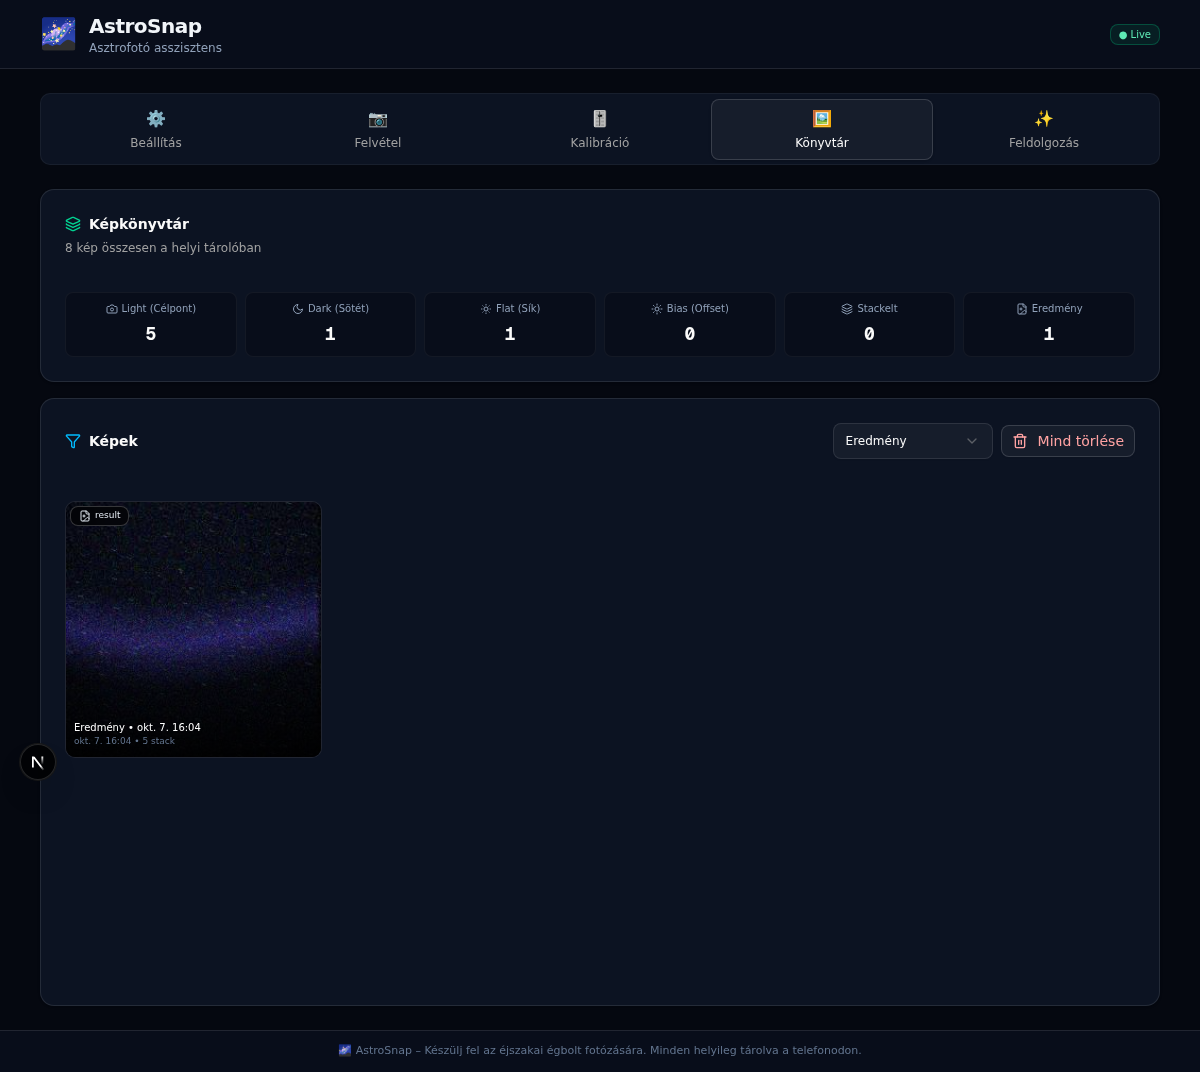 AstroSnap
Asztrofotó asszisztens
Live
Beállítás
Felvétel
Kalibráció
Könyvtár
Feldolgozás
Képkönyvtár
8 kép összesen a helyi tárolóban
Light (Célpont)
5
Dark (Sötét)
1
Flat (Sík)
1
Bias (Offset)
0
Stackelt
0
Eredmény
1
Képek
Eredmény
Mind törlése
result
Eredmény • okt. 7. 16:04
okt. 7. 16:04 • 5 stack
N
AstroSnap – Készülj fel az éjszakai égbolt fotózására. Minden helyileg tárolva a telefonodon.